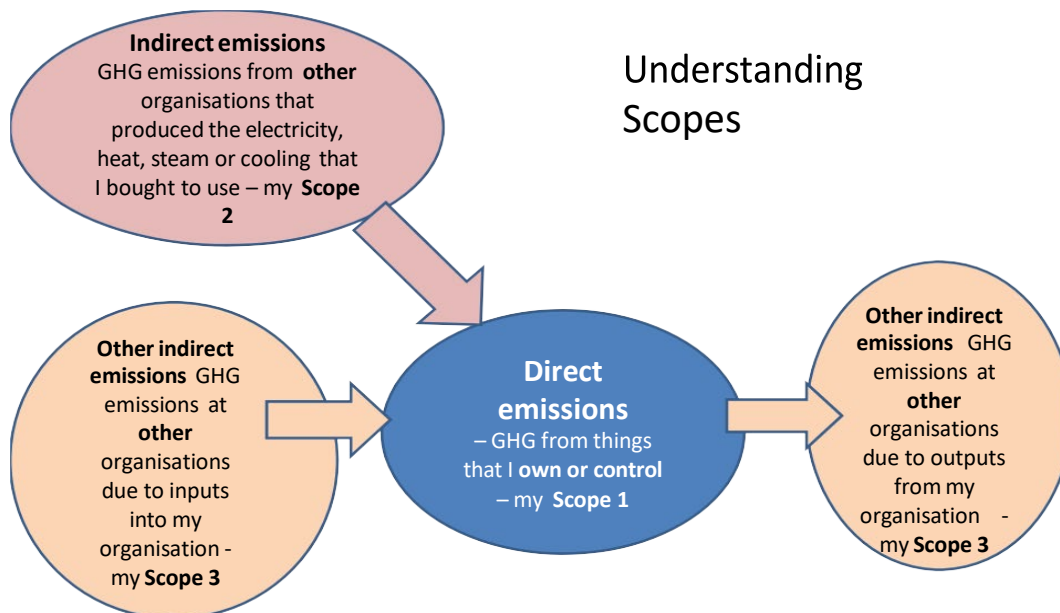 Indirect emissions
GHG emissions from other
organisations that
produced the electricity,
heat, steam or cooling that
I bought to use – my Scope
2
Understanding
Scopes
Other indirect
emissions GHG
emissions at
other
organisations
due to inputs
into my
organisation -
my Scope 3
Direct
emissions
– GHG from things
that I own or control
– my Scope 1
Other indirect
emissions GHG
emissions at
other
organisations
due to outputs
from my
organisation -
my Scope 3